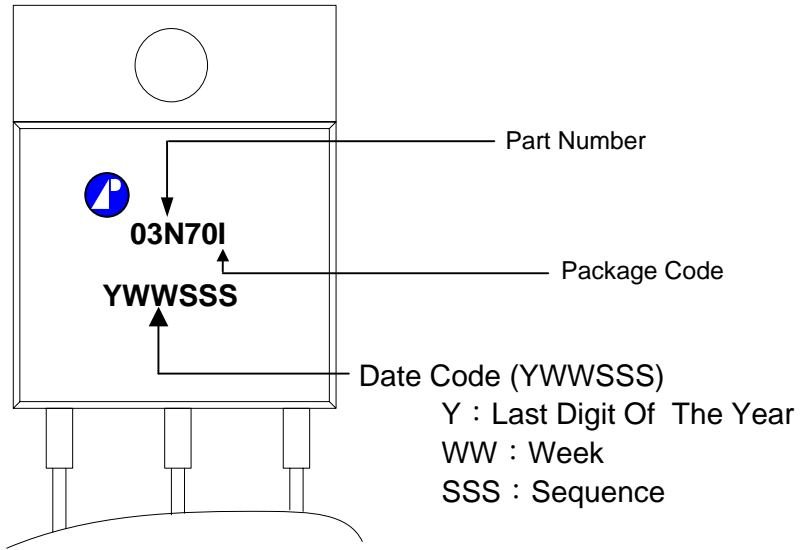 Part Number
03N70I
Package Code
YWWSSS
Date Code (YWWSSS)
Y：Last Digit Of The Year
WW：Week
SSS：Sequence